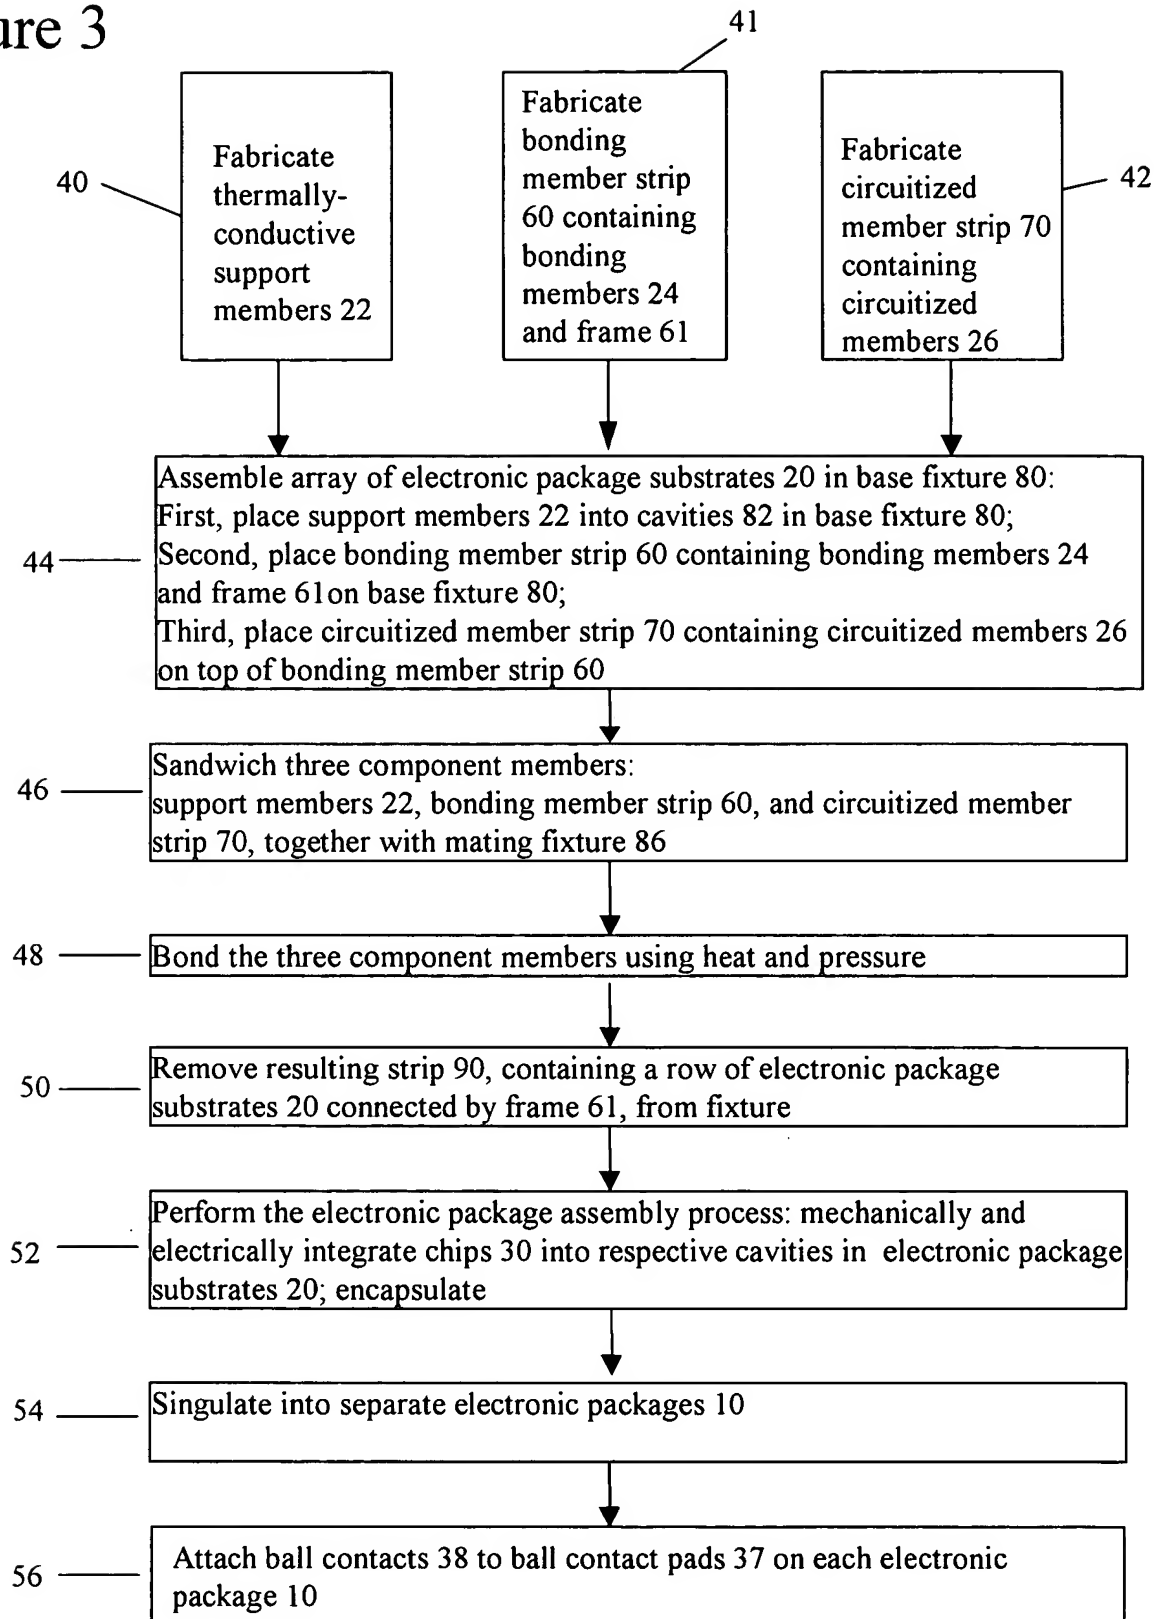 ure 3
41
40
Fabricate
thermally-
conductive
support
members 22
Fabricate
bonding
member strip
60 containing
bonding
members 24
and frame 61
Fabricate
circuitized
member strip 70
containing
circuitized
members 26
42
44
Assemble array of electronic package substrates 20 in base fixture 80:
First, place support members 22 into cavities 82 in base fixture 80;
Second, place bonding member strip 60 containing bonding members 24
and frame 61on base fixture 80;
Third, place circuitized member strip 70 containing circuitized members 26
on top of bonding member strip 60
46
Sandwich three component members:
support members 22, bonding member strip 60, and circuitized member
strip 70, together with mating fixture 86
48
Bond the three component members using heat and pressure
50
Remove resulting strip 90, containing a row of electronic package
substrates 20 connected by frame 61, from fixture
52
Perform the electronic package assembly process: mechanically and
electrically integrate chips 30 into respective cavities in electronic package
substrates 20; encapsulate
54
Singulate into separate electronic packages 10
56
Attach ball contacts 38 to ball contact pads 37 on each electronic
package 10